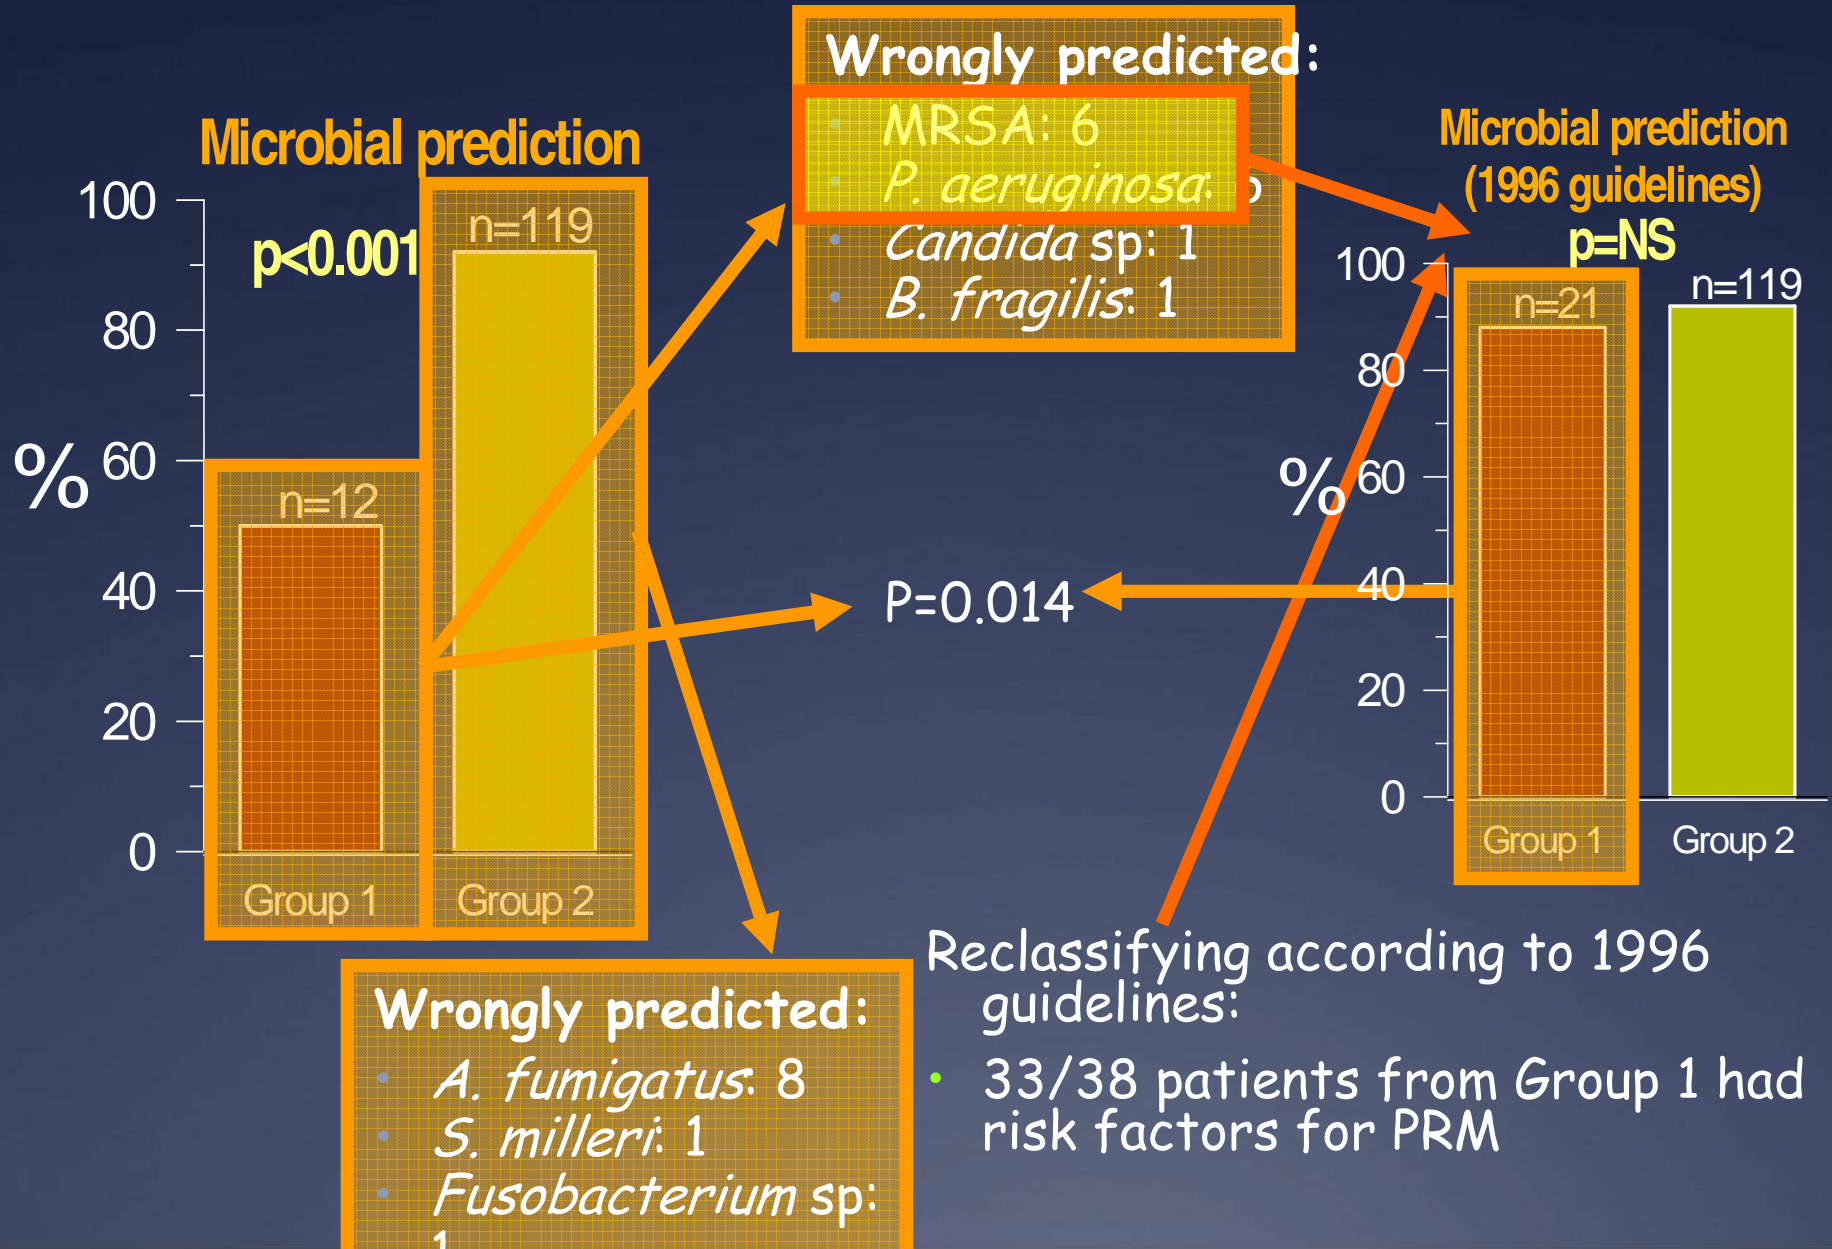 Microbial prediction
p<0.001
%
100
80
60
40
20
0
n=12
n=119
Group 1
Group 2
Wrongly predicted:
• MRSA: 6
• P. aeruginosa:
• Candida sp: 1
• B. fragilis: 1
P=0.014
Microbial prediction
(1996 guidelines)
p=NS
%
100
80
60
40
20
0
n=21
n=119
Group 1
Group 2
Wrongly predicted:
• A. fumigatus: 8
• S. milleri: 1
• Fusobacterium sp:
1
Reclassifying according to 1996
guidelines:
• 33/38 patients from Group 1 had
risk factors for PRM